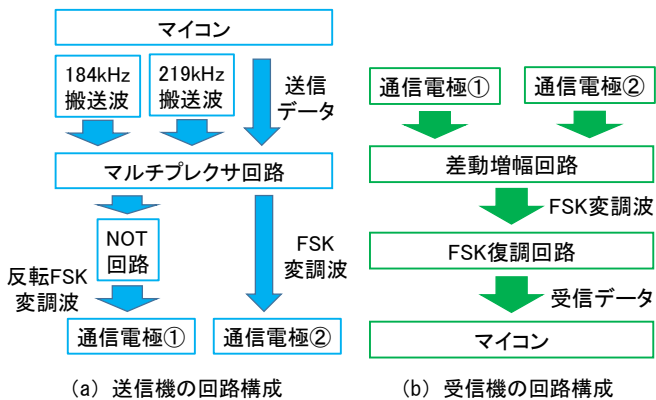 マイコン
184kHz
搬送波
219kHz
搬送波
送信
データ
マルチプレクサ回路
NOT
回路
反転FSK
変調波
FSK
変調波
通信電極①
通信電極②
(a) 送信機の回路構成
通信電極①
通信電極②
差動増幅回路
FSK変調波
FSK復調回路
受信データ
マイコン
(b) 受信機の回路構成